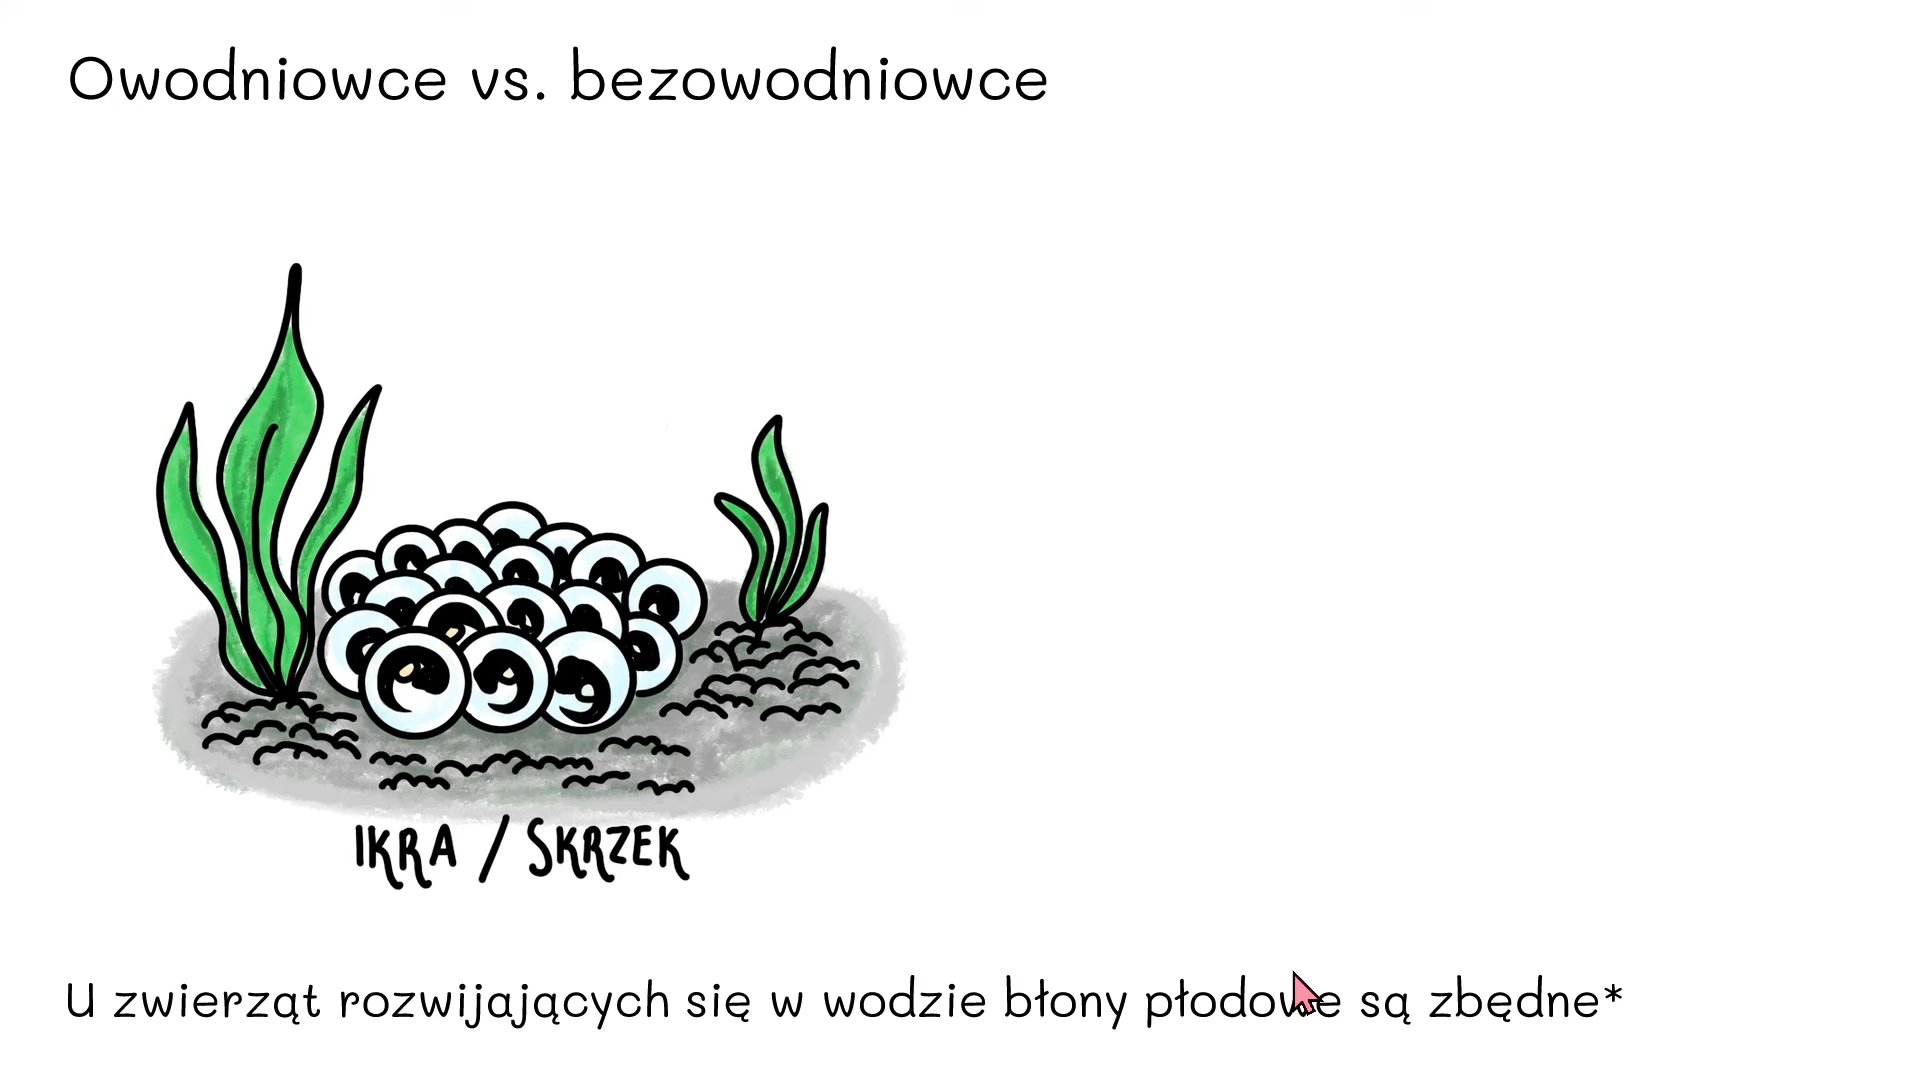 Owodniowce vs. bezowodniowce
IKRA / SKRZEK
U zwierząt rozwijających się w wodzie błony płodowe są zbędne*